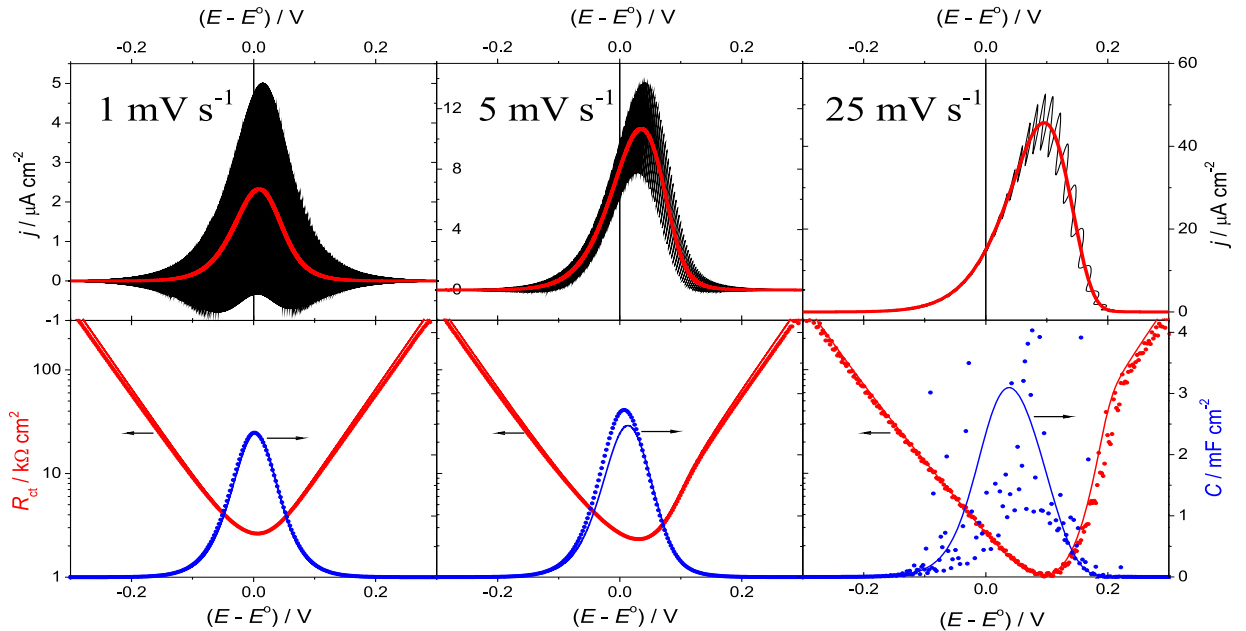 (E - E°) / V (E - E°) / V (E - E°) / V
-0.2 0.0 0.2 -0.2 0.0 0.2 -0.2 0.0 0.2
1 mV s⁻¹ 5 mV s⁻¹ 25 mV s⁻¹
5
4
3
2
1
0
-1
j / μA cm⁻²
12
8
4
0
60
50
40
30
20
10
0
j / μA cm⁻²
100
10
1
R_ct / kΩ cm²
4
3
2
1
0
C / mF cm⁻²
-0.2 0.0 0.2 -0.2 0.0 0.2 -0.2 0.0 0.2
(E - E°) / V (E - E°) / V (E - E°) / V